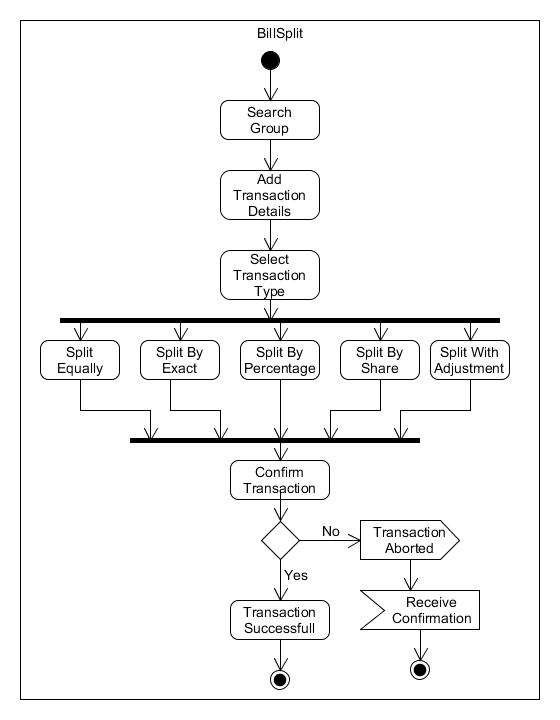 BillSplit
Search
Group
Add
Transaction
Details
Select
Transaction
Type
Split
Equally
Split By
Exact
Split By
Percentage
Split By
Share
Split With
Adjustment
Confirm
Transaction
No
Transaction
Aborted
Yes
Receive
Confirmation
Transaction
Successfull